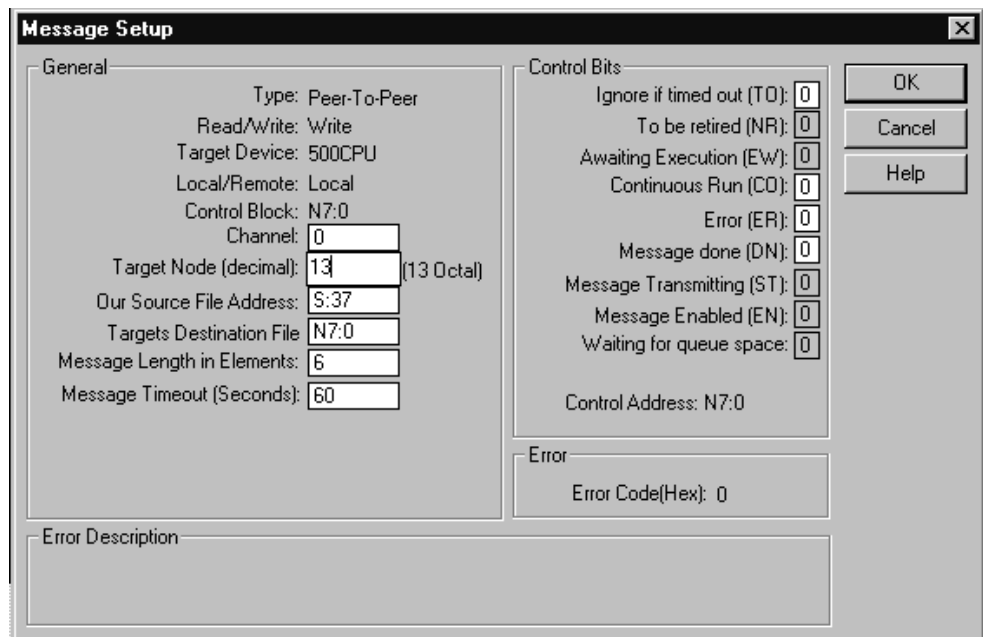 Message Setup
General
Type: Peer-To-Peer
Read/Write: Write
Target Device: 500CPU
Local/Remote: Local
Control Block: N7:0
Channel: 0
Target Node (decimal): 13 (13 Octal)
Our Source File Address: S:37
Targets Destination File N7:0
Message Length in Elements: 6
Message Timeout (Seconds): 60
Control Bits
Ignore if timed out (TO): 0
To be retired (NR): 0
Awaiting Execution (EW): 0
Continuous Run (CO): 0
Error (ER): 0
Message done (DN): 0
Message Transmitting (ST): 0
Message Enabled (EN): 0
Waiting for queue space: 0
Control Address: N7:0
Error
Error Code(Hex): 0
Error Description
OK
Cancel
Help